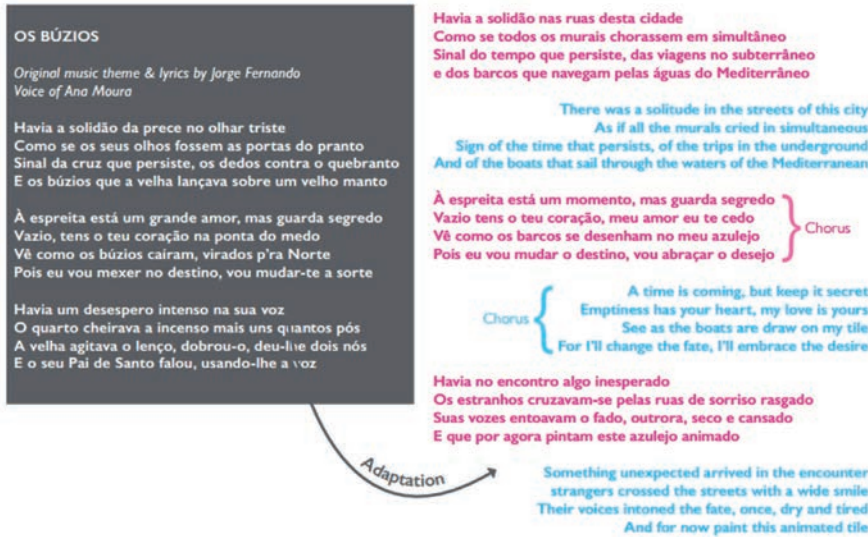 OS BÚZIOS
Original music theme & lyrics by Jorge Fernando
Voice of Ana Moura
Havia a solidão da prece no olhar triste
Como se os seus olhos fossem as portas do pranto
Sinal da cruz que persiste, os dedos contra o quebranto
E os búzios que a velha lançava sobre um velho manto
À espreita está um grande amor, mas guarda segredo
Vazio, tens o teu coração na ponta do medo
Vê como os búzios caíram, virados p'ra Norte
Pois eu vou mexer no destino, vou mudar-te a sorte
Havia um desespero intenso na sua voz
O quarto cheirava a incenso mais uns quantos pós
A velha agitava o lenço, dobrou-o, deu-lhe dois nós
E o seu Pai de Santo falou, usando-lhe a voz
Adaptation
Havia a solidão nas ruas desta cidade
Como se todos os murais chorassem em simultâneo
Sinal do tempo que persiste, das viagens no subterrâneo
e dos barcos que navegam pelas águas do Mediterrâneo
There was a solitude in the streets of this city
As if all the murals cried in simultaneous
Sign of the time that persists, of the trips in the underground
And of the boats that sail through the waters of the Mediterranean
À espreita está um momento, mas guarda segredo
Vazio tens o teu coração, meu amor eu te cedo
Vê como os barcos se desenham no meu azulejo
Pois eu vou mudar o destino, vou abraçar o desejo
Chorus
Chorus
A time is coming, but keep it secret
Emptiness has your heart, my love is yours
See as the boats are draw on my tile
For I'll change the fate, I'll embrace the desire
Havia no encontro algo inesperado
Os estranhos cruzavam-se pelas ruas de sorriso rasgado
Suas vozes entoavam o fado, outrora, seco e cansado
E que por agora pintam este azulejo animado
Something unexpected arrived in the encounter
strangers crossed the streets with a wide smile
Their voices intoned the fate, once, dry and tired
And for now paint this animated tile